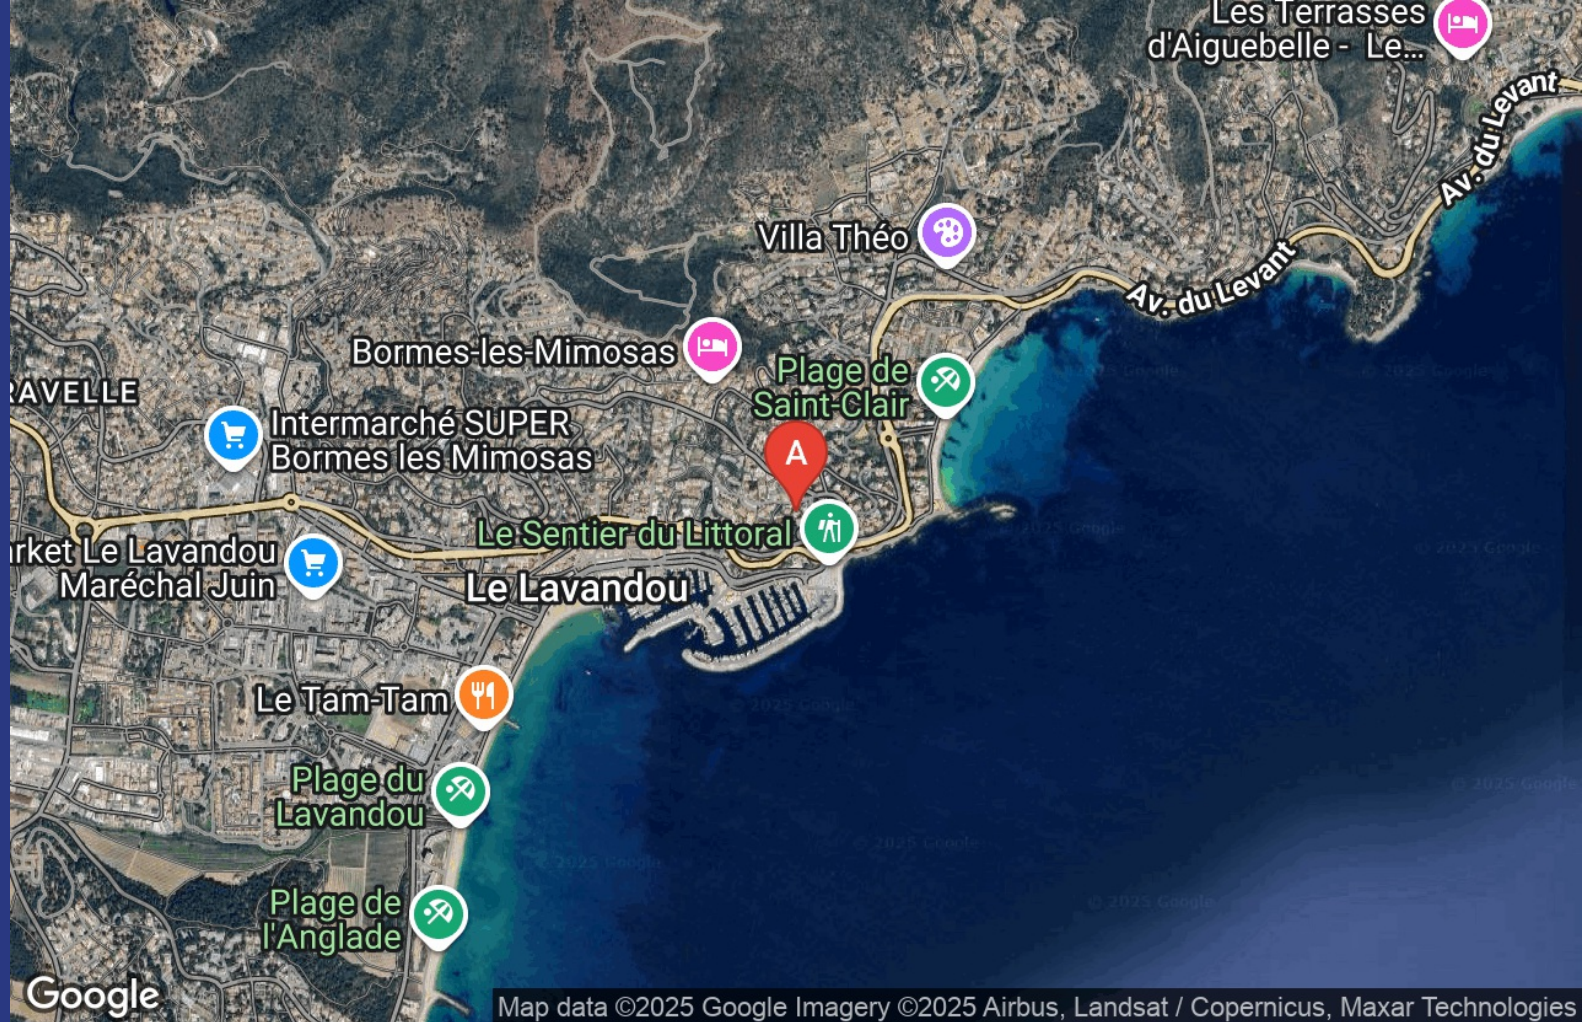 Les Terrasses
d'Aiguebelle - Le...
Av. du Levant
Villa Théo
Av. du Levant
Bormes-les-Mimosas
Plage de
Saint-Clair
RAVELLE
Intermarché SUPER
Bormes les Mimosas
A
Le Sentier du Littoral
rket Le Lavandou
Maréchal Juin
Le Lavandou
Le Tam-Tam
Plage du
Lavandou
Plage de
l'Anglade
Google
Map data ©2025 Google Imagery ©2025 Airbus, Landsat / Copernicus, Maxar Technologies